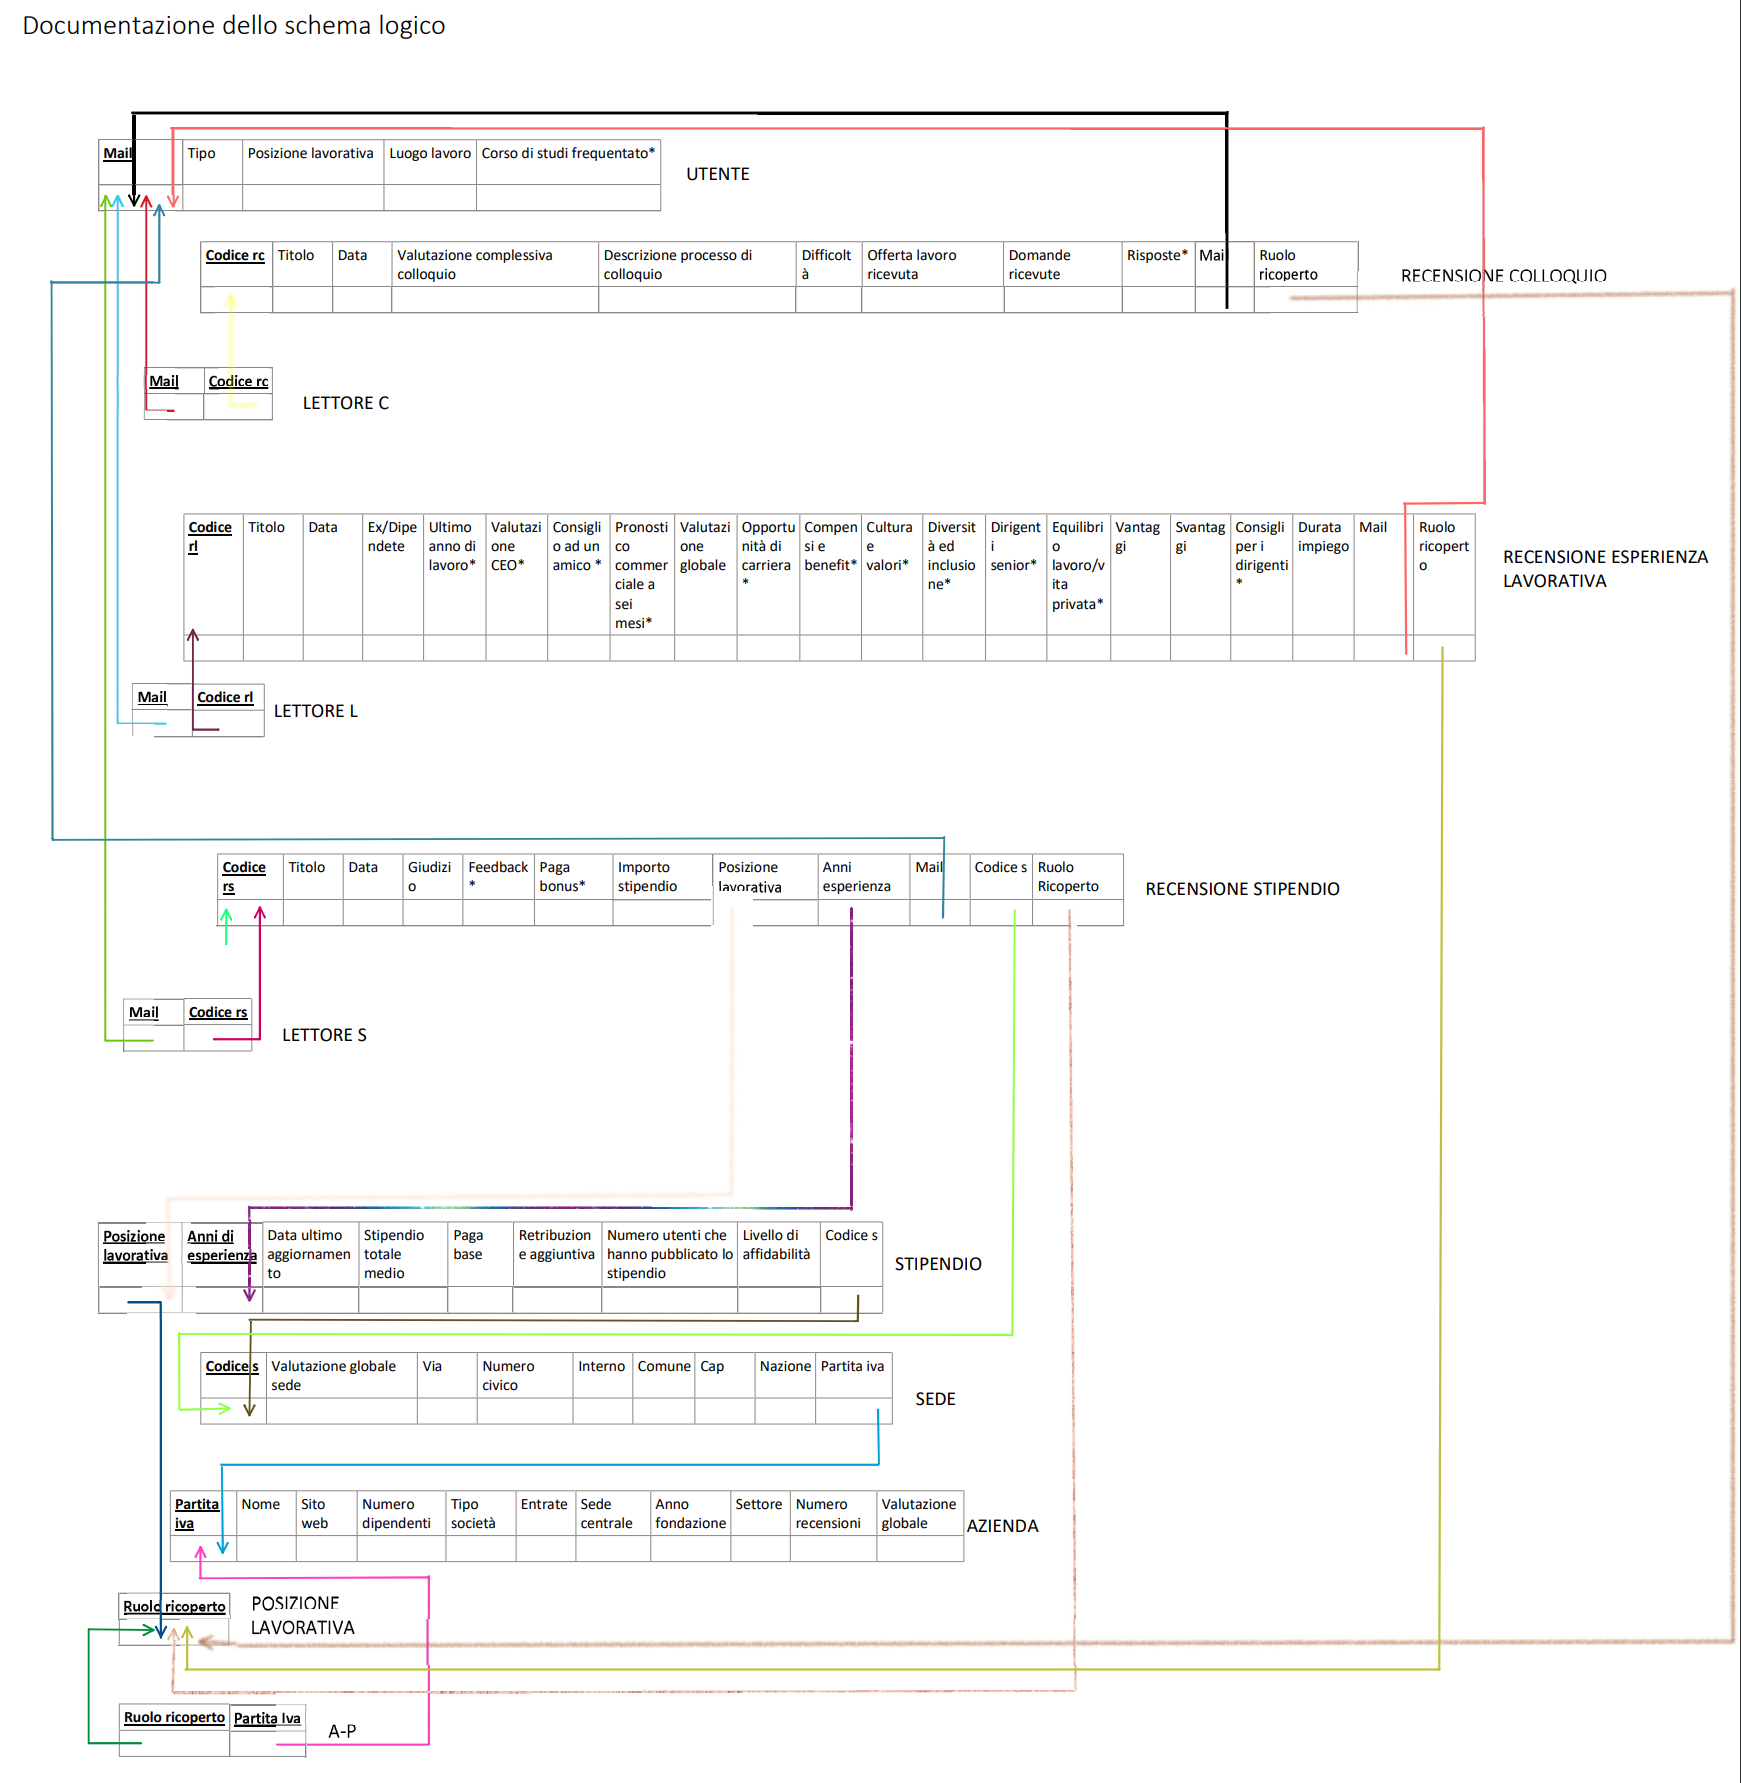 Documentazione dello schema logico
Mail Tipo Posizione lavorativa Luogo lavoro Corso di studi frequentato*
UTENTE
Codice rc Titolo Data Valutazione complessiva colloquio Descrizione processo di colloquio Difficoltà Offerta lavoro ricevuta Domande ricevute Risposte* Mail Ruolo ricoperto
RECENSIONE COLLOQUIO
Mail Codice rc
LETTORE C
Codice rl Titolo Data Ex/Dipendete Ultimo anno di lavoro* Valutazione CEO* Consiglio ad un amico * Pronostico commerciale a sei mesi* Valutazione globale Opportunità di carriera* Compensi e benefit* Cultura e valori* Diversità ed inclusione* Dirigenti senior* Equilibrio lavoro/vita privata* Vantaggi Svantaggi Consigli per i dirigenti* Durata impiego Mail Ruolo ricoperto
RECENSIONE ESPERIENZA
LAVORATIVA
Mail Codice rl
LETTORE L
Codice rs Titolo Data Giudizio Feedback* Paga bonus* Importo stipendio Posizione lavorativa Anni esperienza Mail Codice s Ruolo Ricoperto
RECENSIONE STIPENDIO
Mail Codice rs
LETTORE S
Posizione lavorativa Anni di esperienza Data ultimo aggiornamento Stipendio totale medio Paga base Retribuzione aggiuntiva Numero utenti che hanno pubblicato lo stipendio Livello di affidabilità Codice s
STIPENDIO
Codice s Valutazione globale sede Via Numero civico Interno Comune Cap Nazione Partita iva
SEDE
Partita iva Nome Sito web Numero dipendenti Tipo società Entrate Sede centrale Anno fondazione Settore Numero recensioni Valutazione globale
AZIENDA
Ruolo ricoperto
POSIZIONE
LAVORATIVA
Ruolo ricoperto Partita Iva
A-P